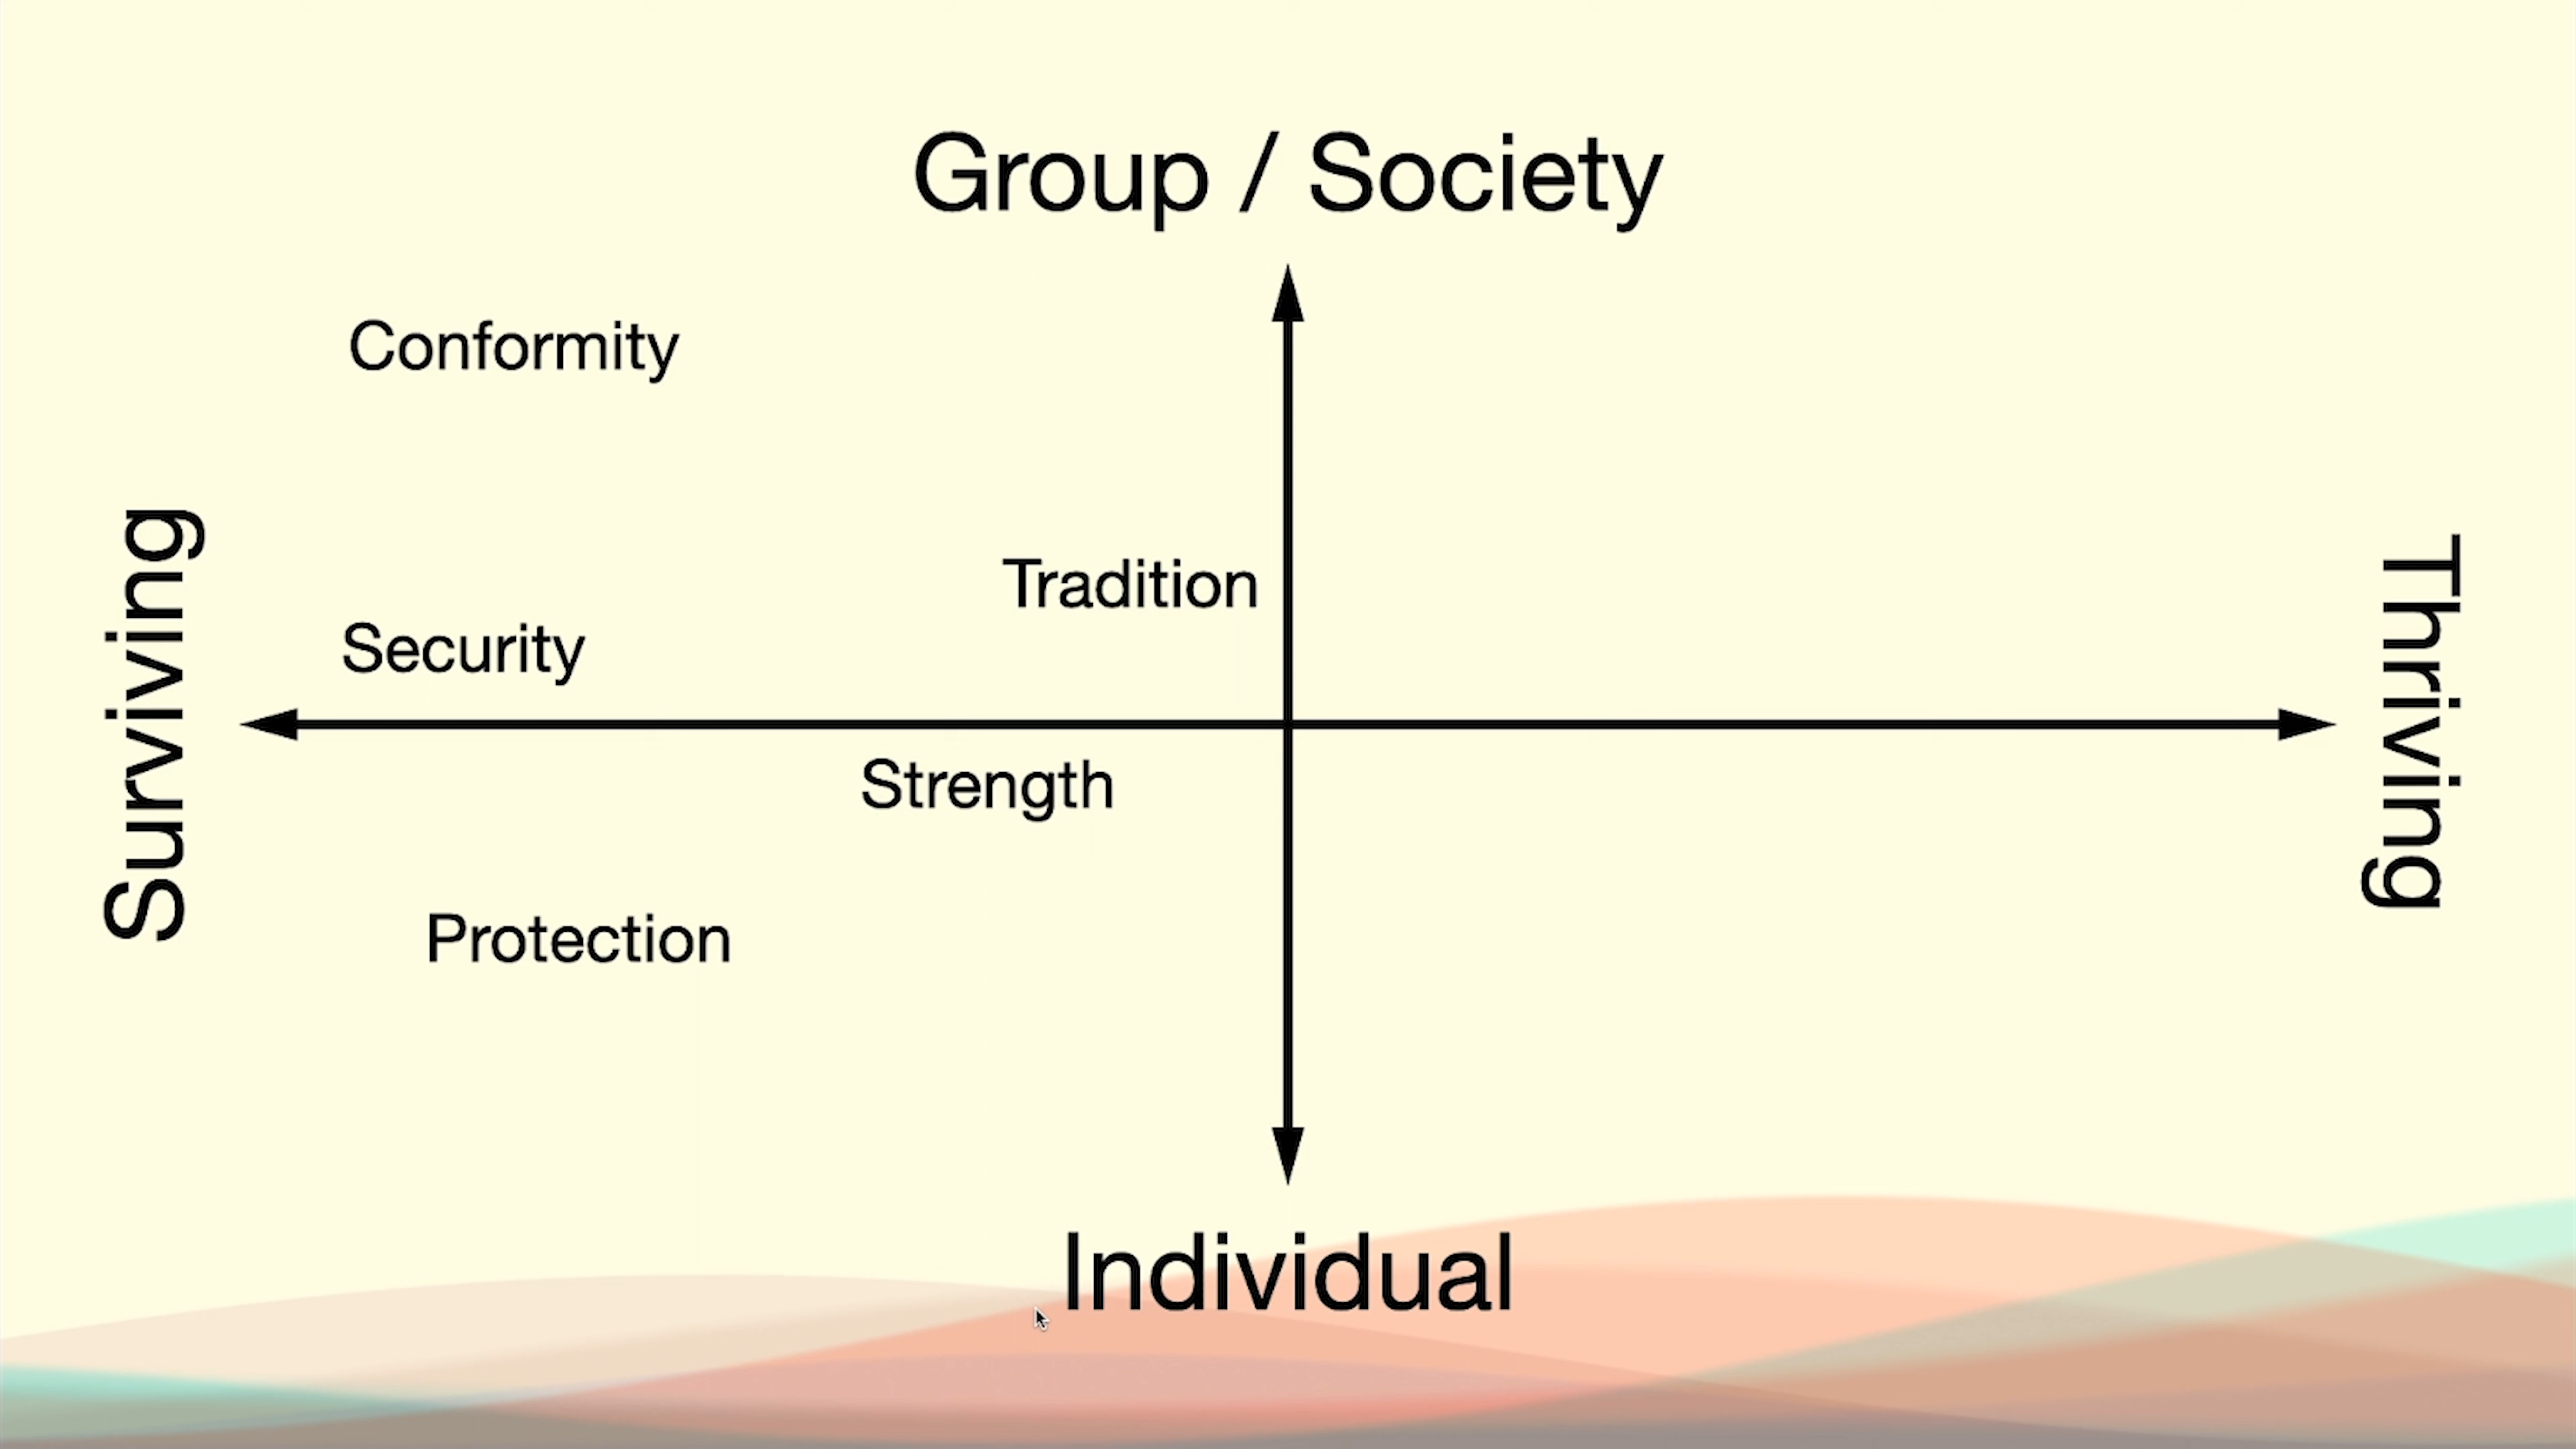 Group / Society
Conformity
Surviving
Tradition
Thriving
Security
Strength
Protection
Individual